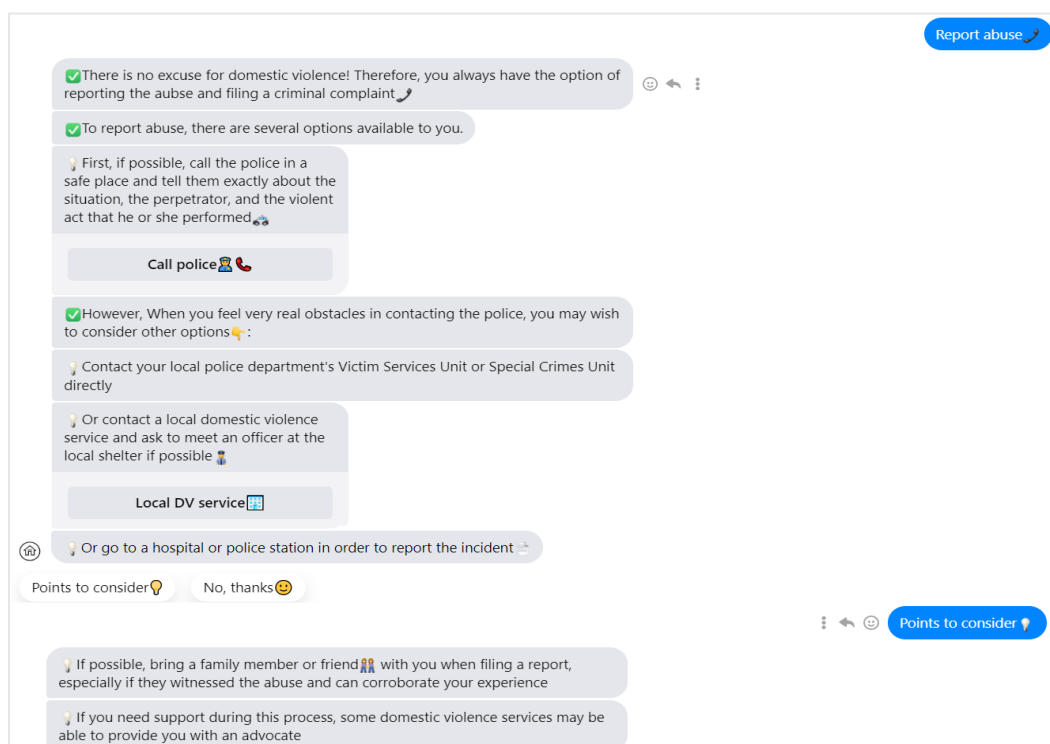 Report abuse
✅There is no excuse for domestic violence! Therefore, you always have the option of
reporting the aubse and filing a criminal complaint
✅To report abuse, there are several options available to you.
💡First, if possible, call the police in a
safe place and tell them exactly about the
situation, the perpetrator, and the violent
act that he or she performed🚓
Call police👮📞
✅However, When you feel very real obstacles in contacting the police, you may wish
to consider other options👇:
💡Contact your local police department's Victim Services Unit or Special Crimes Unit
directly
💡Or contact a local domestic violence
service and ask to meet an officer at the
local shelter if possible👮
Local DV service🏢
💡Or go to a hospital or police station in order to report the incident
Points to consider💡 No, thanks🙂
Points to consider💡
💡If possible, bring a family member or friend👭 with you when filing a report,
especially if they witnessed the abuse and can corroborate your experience
💡If you need support during this process, some domestic violence services may be
able to provide you with an advocate